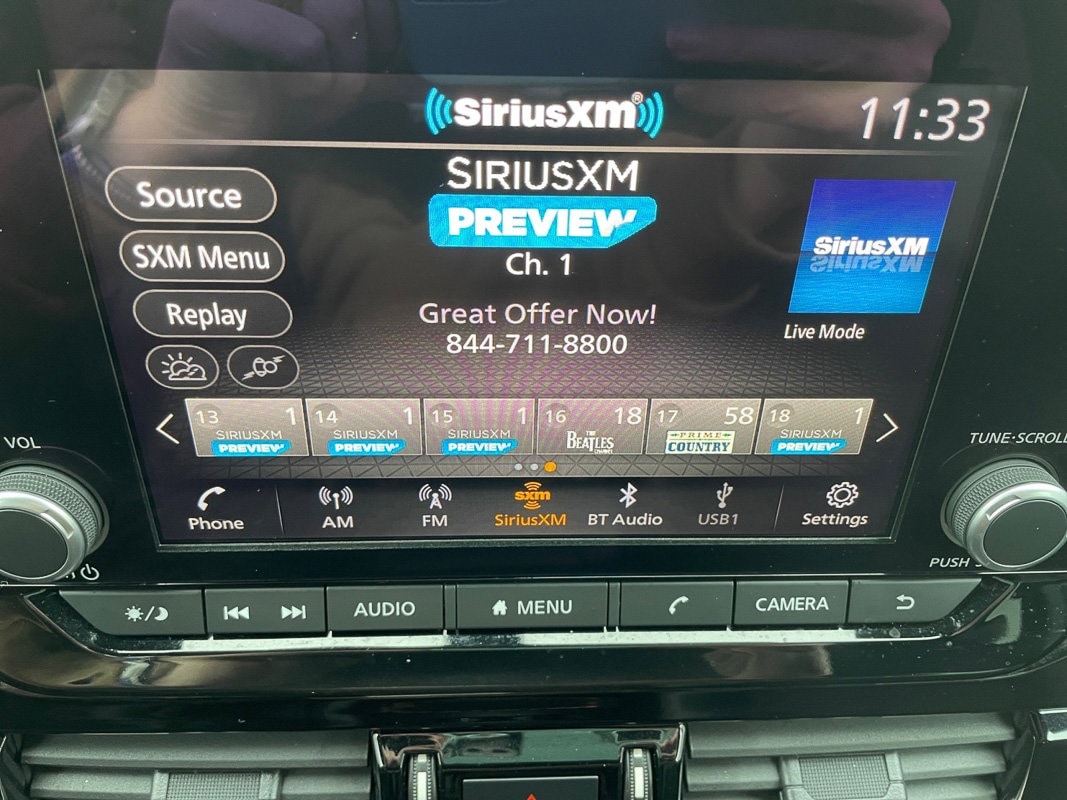 SiriusXM®
11:33
SIRIUSXM
PREVIEW
Ch. 1
Source
SXM Menu
Replay
Great Offer Now!
844-711-8800
SiriusXM
Live Mode
13 1
SIRIUSXM
PREVIEW
14 1
SIRIUSXM
PREVIEW
15 1
SIRIUSXM
PREVIEW
16 18
THE
BEATLES
CHANNEL
17 58
PRIME
COUNTRY
18 1
SIRIUSXM
PREVIEW
VOL
TUNE·SCROLL
Phone
AM
FM
sxm
SiriusXM
BT Audio
USB1
Settings
PUSH
AUDIO
MENU
CAMERA